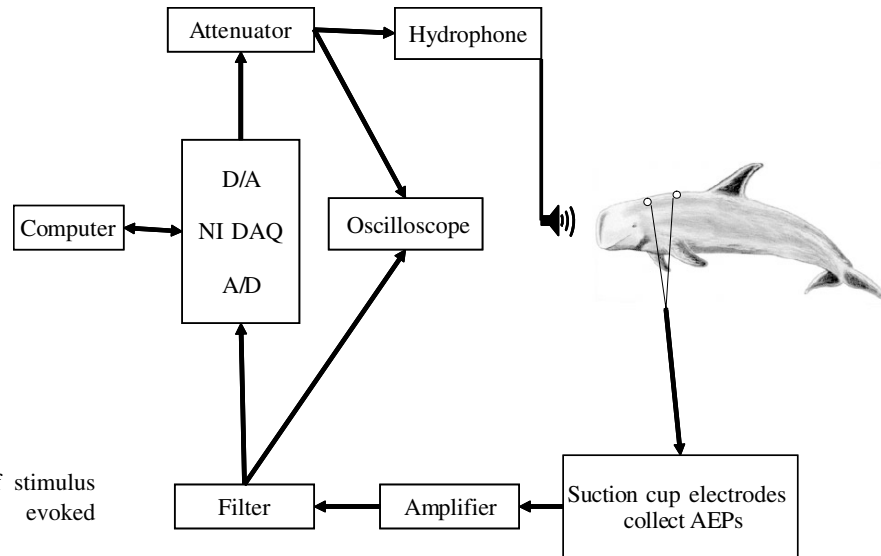 Attenuator
Hydrophone
D/A
Computer
NI DAQ
Oscilloscope
A/D
stimulus
evoked
Filter
Amplifier
Suction cup electrodes
collect AEPs